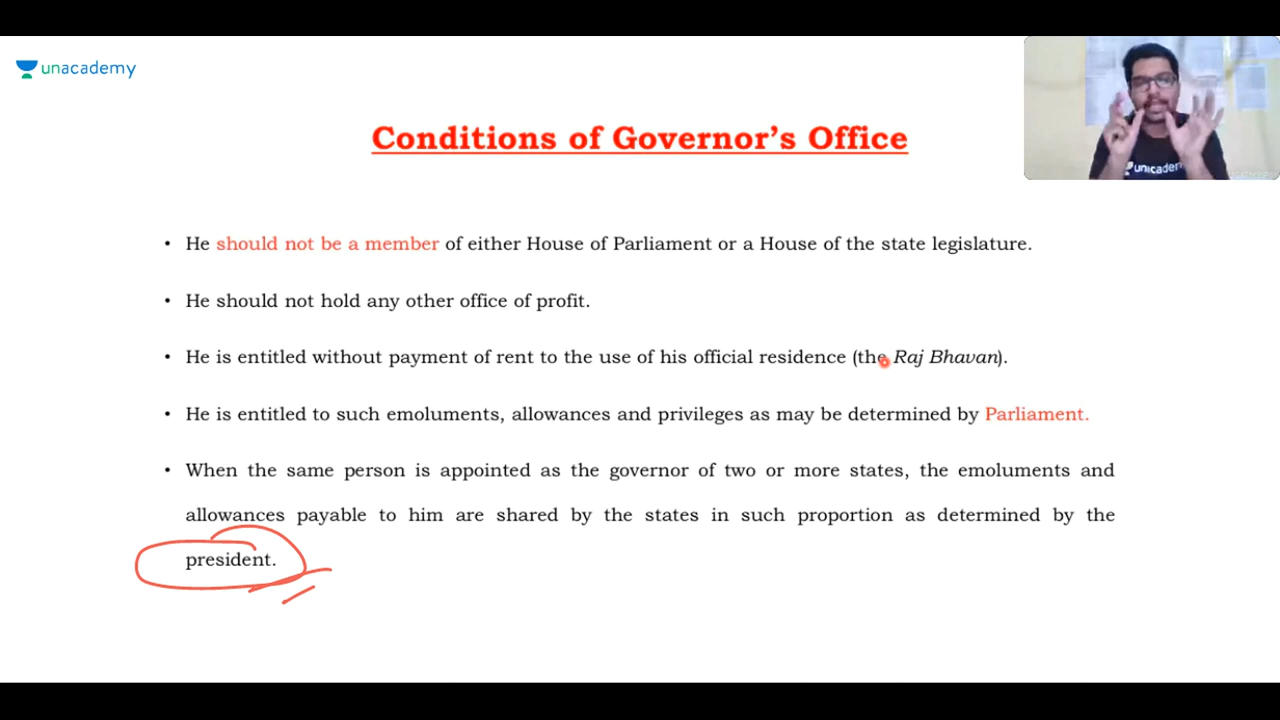 unacademy
Conditions of Governor's Office
unacadem
• He should not be a member of either House of Parliament or a House of the state legislature.
• He should not hold any other office of profit.
• He is entitled without payment of rent to the use of his official residence (the Raj Bhavan).
• He is entitled to such emoluments, allowances and privileges as may be determined by Parliament.
• When the same person is appointed as the governor of two or more states, the emoluments and
allowances payable to him are shared by the states in such proportion as determined by the
president.